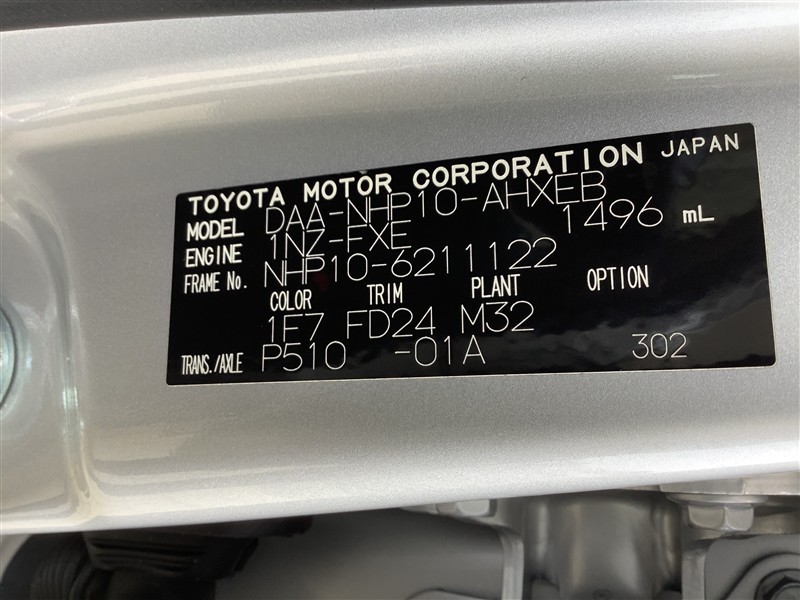 TOYOTA MOTOR CORPORATION JAPAN
MODEL DAA-NHP10-AHXEB
ENGINE 1NZ-FXE 1496 mL
FRAME No. NHP10-6211122
COLOR TRIM PLANT OPTION
1F7 FD24 M32
TRANS./AXLE P510 -01A 302